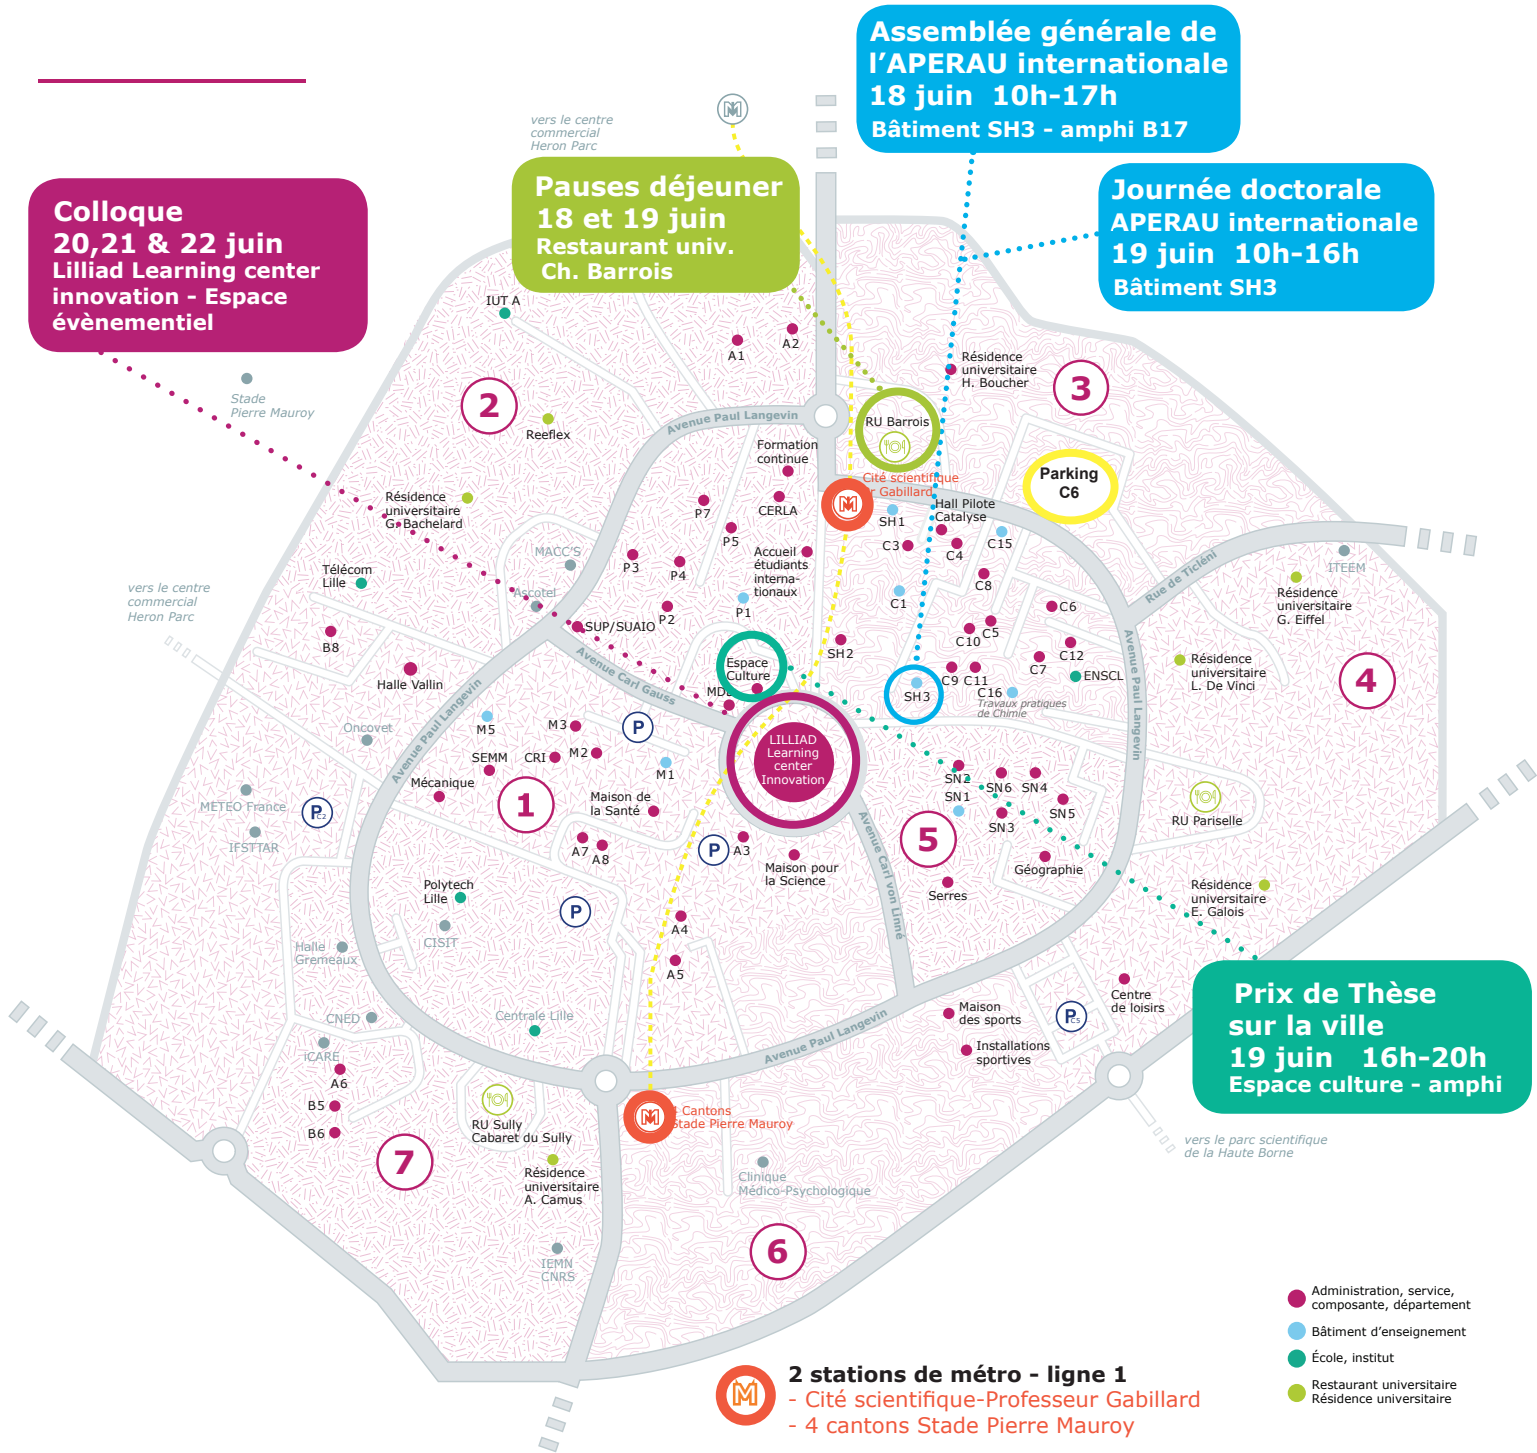 Assemblée générale de
l'APERAU internationale
18 juin 10h-17h
Bâtiment SH3 - amphi B17
vers le centre
commercial
Heron Parc
Pauses déjeuner
18 et 19 juin
Restaurant univ.
Ch. Barrois
Journée doctorale
APERAU internationale
19 juin 10h-16h
Bâtiment SH3
Colloque
20,21 & 22 juin
Lilliad Learning center
innovation - Espace
évènementiel
IUT A
A1
A2
Stade
Pierre Mauroy
2
Reeflex
Avenue Paul Langevin
Résidence
universitaire
H. Boucher
3
RU Barrois
Formation
continue
CERLA
Cité scientifique
Gabillard
Parking
C6
Résidence
universitaire
G. Bachelard
P7
P5
SH1
Hall Pilote
Catalyse
C3
C4
C15
MACC'S
P3
P4
Accueil
étudiants
interna-
tionaux
C8
Rue de Ticléni
ITEEM
Télécom
Lille
Ascotel
vers le centre
commercial
Heron Parc
P2
P1
C1
C6
Résidence
universitaire
G. Eiffel
B8
SUP/SUAIO
SH2
C10
C5
C12
C7
Avenue Carl Gauss
Espace
Culture
Halle Vallin
SH3
C9
C11
C16
ENSCL
Travaux pratiques
de Chimie
Résidence
universitaire
L. De Vinci
4
Avenue Paul Langevin
Avenue Paul Langevin
Oncovet
M5
M3
P
M2
SEMM
CRI
M1
LILLIAD
Learning
center
Innovation
Mécanique
1
Maison de
la Santé
SN2
SN6
SN4
SN1
SN3
SN5
METEO France
P C2
IFSTTAR
RU Pariselle
A7
A8
P
A3
5
Maison pour
la Science
Avenue Carl von Linné
Géographie
Serres
Polytech
Lille
P
CISIT
Résidence
universitaire
E. Galois
A4
Halle
Gremeaux
A5
CNED
Centrale Lille
Maison
des sports
Installations
sportives
P C5
Centre
de loisirs
Avenue Paul Langevin
Prix de Thèse
sur la ville
19 juin 16h-20h
Espace culture - amphi
iCARE
A6
B5
B6
RU Sully
Cabaret du Sully
Cantons
Stade Pierre Mauroy
vers le parc scientifique
de la Haute Borne
7
Résidence
universitaire
A. Camus
Clinique
Médico-Psychologique
6
IEMN
CNRS
Administration, service,
composante, département
Bâtiment d'enseignement
École, institut
Restaurant universitaire
Résidence universitaire
2 stations de métro - ligne 1
- Cité scientifique-Professeur Gabillard
- 4 cantons Stade Pierre Mauroy